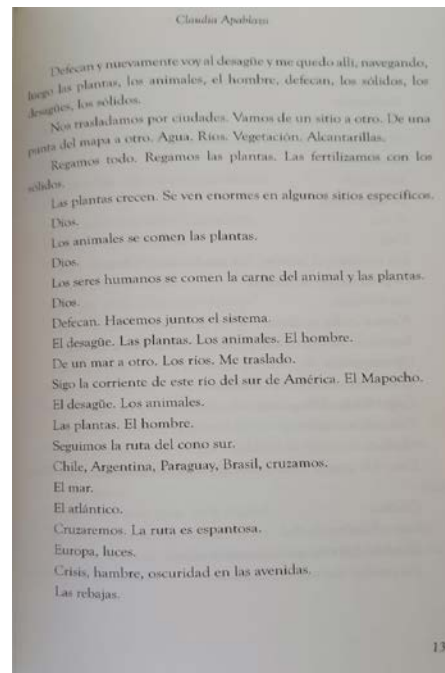 Claudia Apablaza
Defecan y nuevamente voy al desagüe y me quedo allí, navegando,
luego las plantas, los animales, el hombre, defecan, los sólidos, los
desagües, los sólidos.
Nos trasladamos por ciudades. Vamos de un sitio a otro. De una
punta del mapa a otro. Agua. Ríos. Vegetación. Alcantarillas.
Regamos todo. Regamos las plantas. Las fertilizamos con los
sólidos.
Las plantas crecen. Se ven enormes en algunos sitios específicos.
Dios.
Los animales se comen las plantas.
Dios.
Los seres humanos se comen la carne del animal y las plantas.
Dios.
Defecan. Hacemos juntos el sistema.
El desagüe. Las plantas. Los animales. El hombre.
De un mar a otro. Los ríos. Me traslado.
Sigo la corriente de este río del sur de América. El Mapocho.
El desagüe. Los animales.
Las plantas. El hombre.
Seguimos la ruta del cono sur.
Chile, Argentina, Paraguay, Brasil, cruzamos.
El mar.
El atlántico.
Cruzaremos. La ruta es espantosa.
Europa, luces.
Crisis, hambre, oscuridad en las avenidas.
Las rebajas.
13